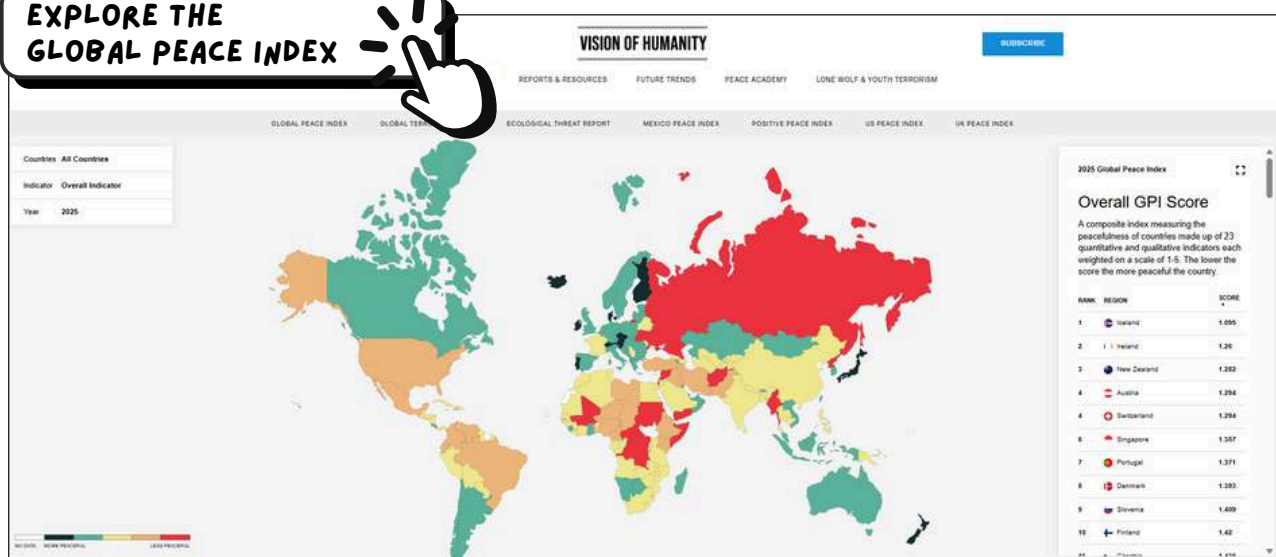 EXPLORE THE
GLOBAL PEACE INDEX
VISION OF HUMANITY
SUBSCRIBE
REPORTS & RESOURCES FUTURE TRENDS PEACE ACADEMY LONE WOLF & YOUTH TERRORISM
GLOBAL PEACE INDEX GLOBAL ECOLOGICAL THREAT REPORT MEXICO PEACE INDEX POSITIVE PEACE INDEX US PEACE INDEX UK PEACE INDEX
Countries All Countries
Indicator Overall Indicator
Year 2025
2025 Global Peace Index
Overall GPI Score
A composite index measuring the
peacefulness of countries made up of 23
quantitative and qualitative indicators each
weighted on a scale of 1-5. The lower the
score the more peaceful the country.
RANK REGION SCORE
1 Iceland 1.095
2 Ireland 1.26
3 New Zealand 1.282
4 Austria 1.294
4 Switzerland 1.294
6 Singapore 1.357
7 Portugal 1.371
8 Denmark 1.393
9 Slovenia 1.409
10 Finland 1.42
NO DATA MORE PEACEFUL LESS PEACEFUL